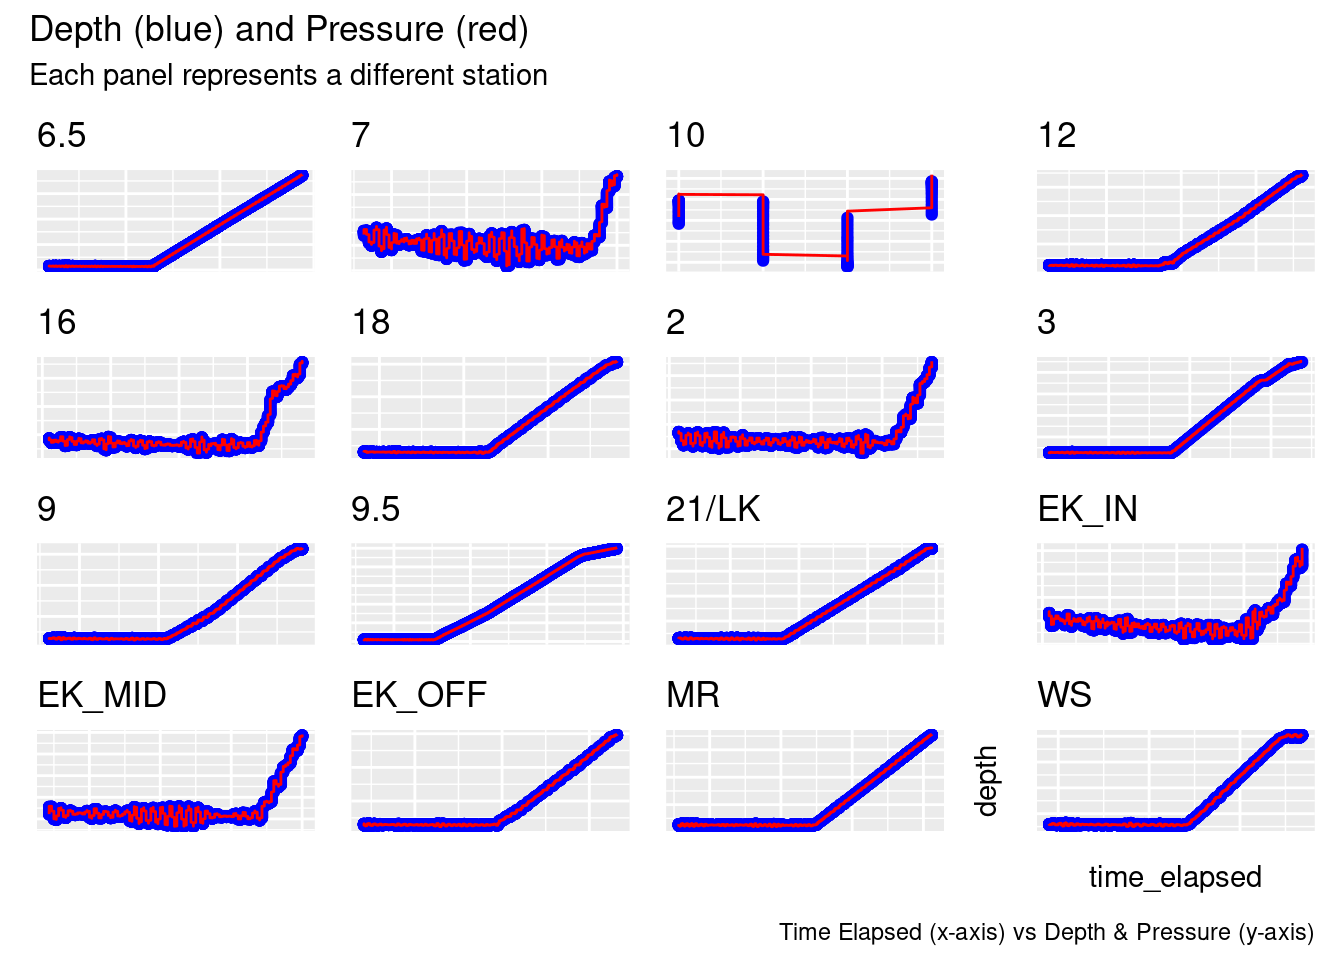 Depth (blue) and Pressure (red)
Each panel represents a different station
6.5
7
10
12
16
18
2
3
9
9.5
21/LK
EK_IN
EK_MID
EK_OFF
MR
WS
depth
time_elapsed
Time Elapsed (x-axis) vs Depth & Pressure (y-axis)